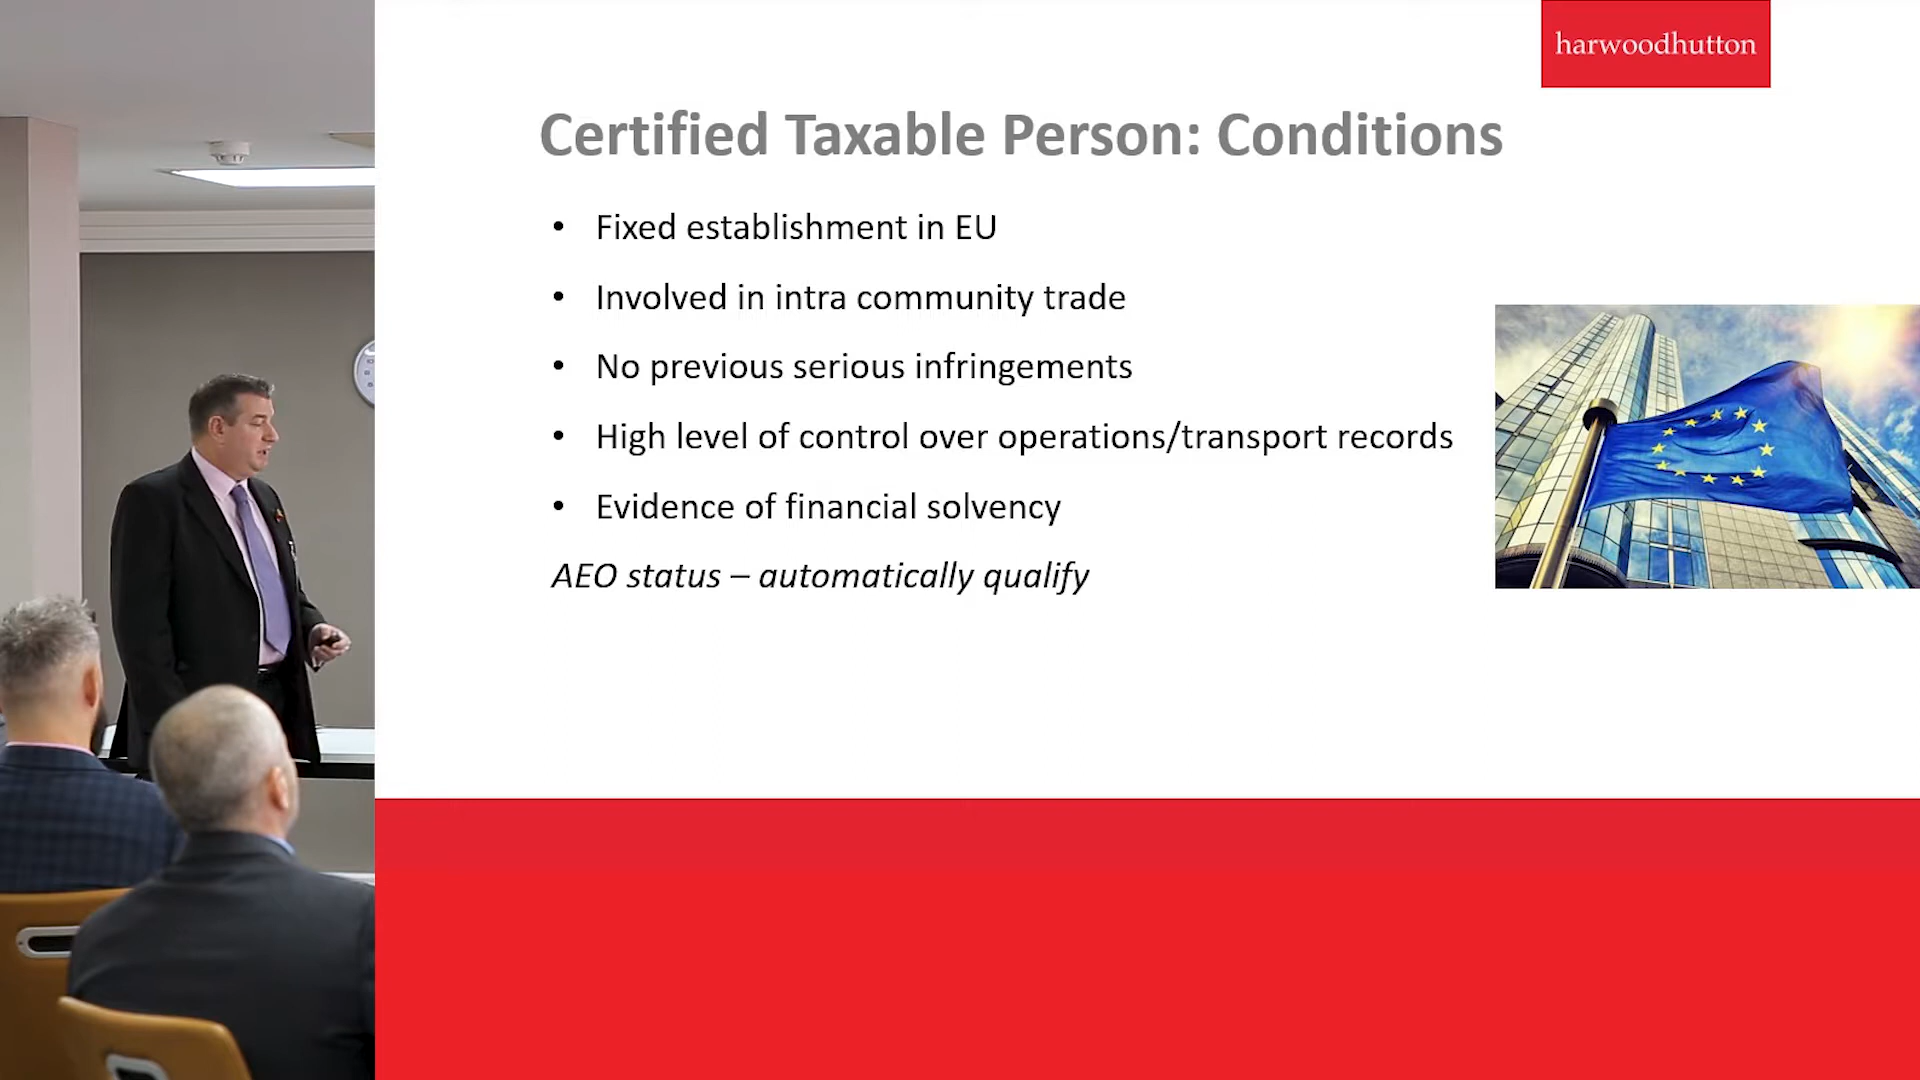 harwoodhutton
Certified Taxable Person: Conditions
• Fixed establishment in EU
• Involved in intra community trade
• No previous serious infringements
• High level of control over operations/transport records
• Evidence of financial solvency
AEO status – automatically qualify